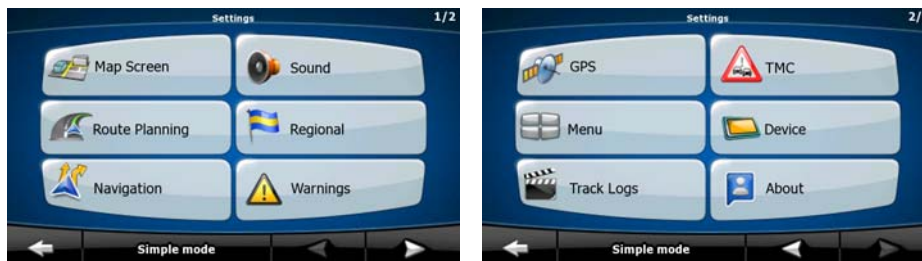 Settings
1/2
Map Screen
Sound
Route Planning
Regional
Navigation
Warnings
Simple mode
Settings
2/
GPS
TMC
Menu
Device
Track Logs
About
Simple mode